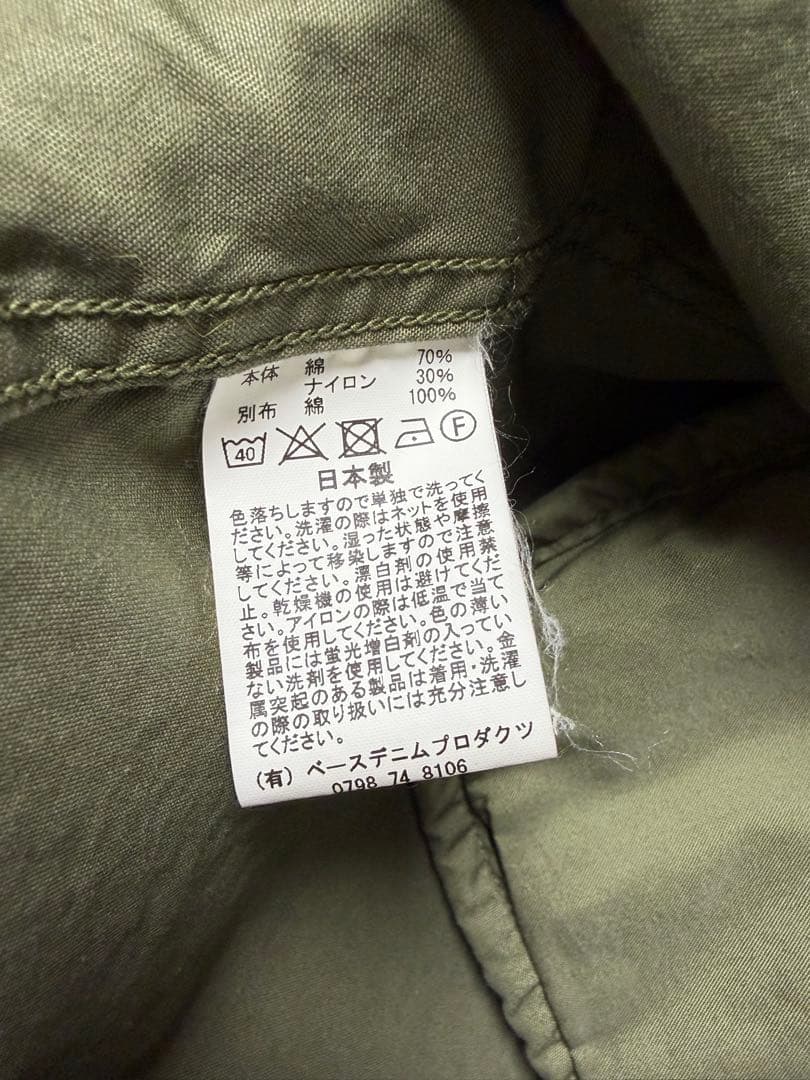 本体 綿 70%
ナイロン 30%
別布 綿 100%
40 F
日本製
色落ちしますので単独で洗ってく
ださい。洗濯の際はネットを使用
してください。湿った状態や摩擦
等によって移染しますので注意
してください。漂白剤の使用禁
止。乾燥機の使用は避けてくだ
さい。アイロンの際は低温で当て
布を使用してください。色の薄い
製品には蛍光増白剤の入ってい
ない洗剤を使用してください。金
属突起のある製品は着用・洗濯
の際の取り扱いには充分注意し
てください。
(有) ベースデニムプロダクツ
0798 74 8106